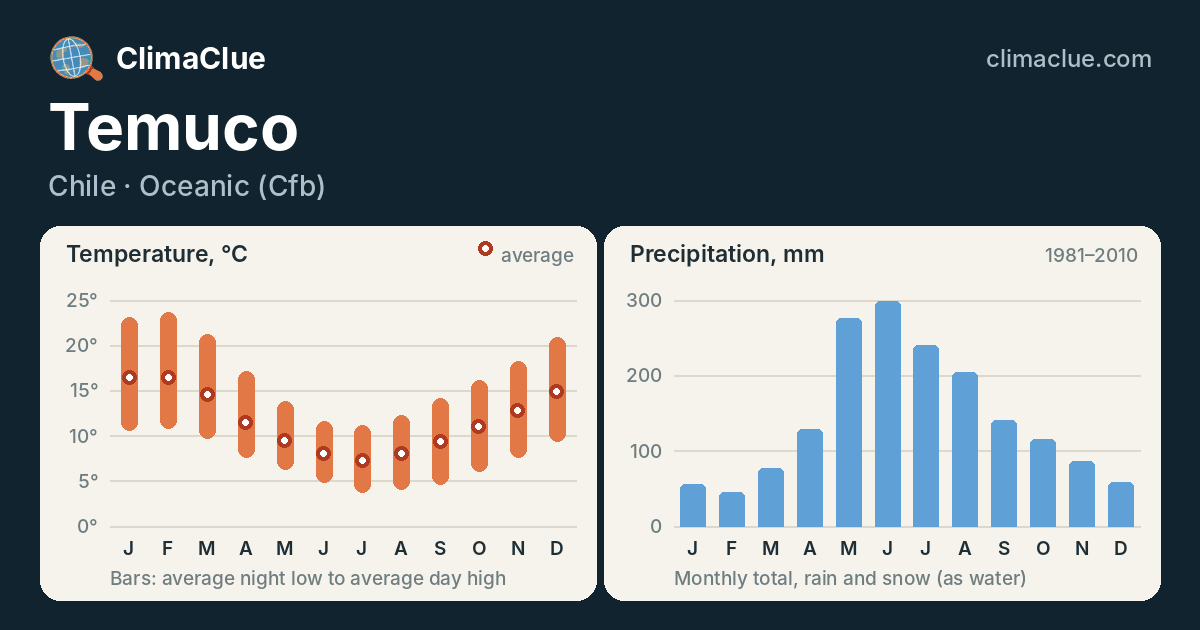 ClimaClue
climaclue.com
Temuco
Chile · Oceanic (Cfb)
Temperature, °C
average
25°
20°
15°
10°
5°
0°
J F M A M J J A S O N D
Bars: average night low to average day high
Precipitation, mm
1981–2010
300
200
100
0
J F M A M J J A S O N D
Monthly total, rain and snow (as water)